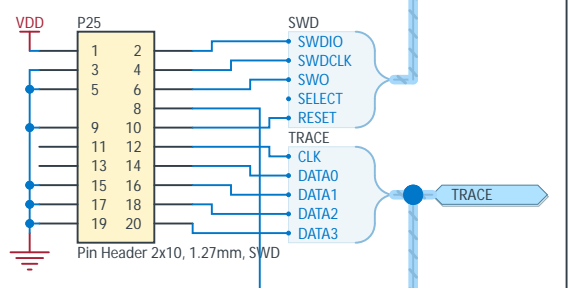 VDD
P25
SWD
1 2 SWDIO
3 4 SWDCLK
5 6 SWO
8 SELECT
9 10 RESET
TRACE
11 12 CLK
13 14 DATA0
15 16 DATA1 TRACE
17 18 DATA2
19 20 DATA3
Pin Header 2x10, 1.27mm, SWD